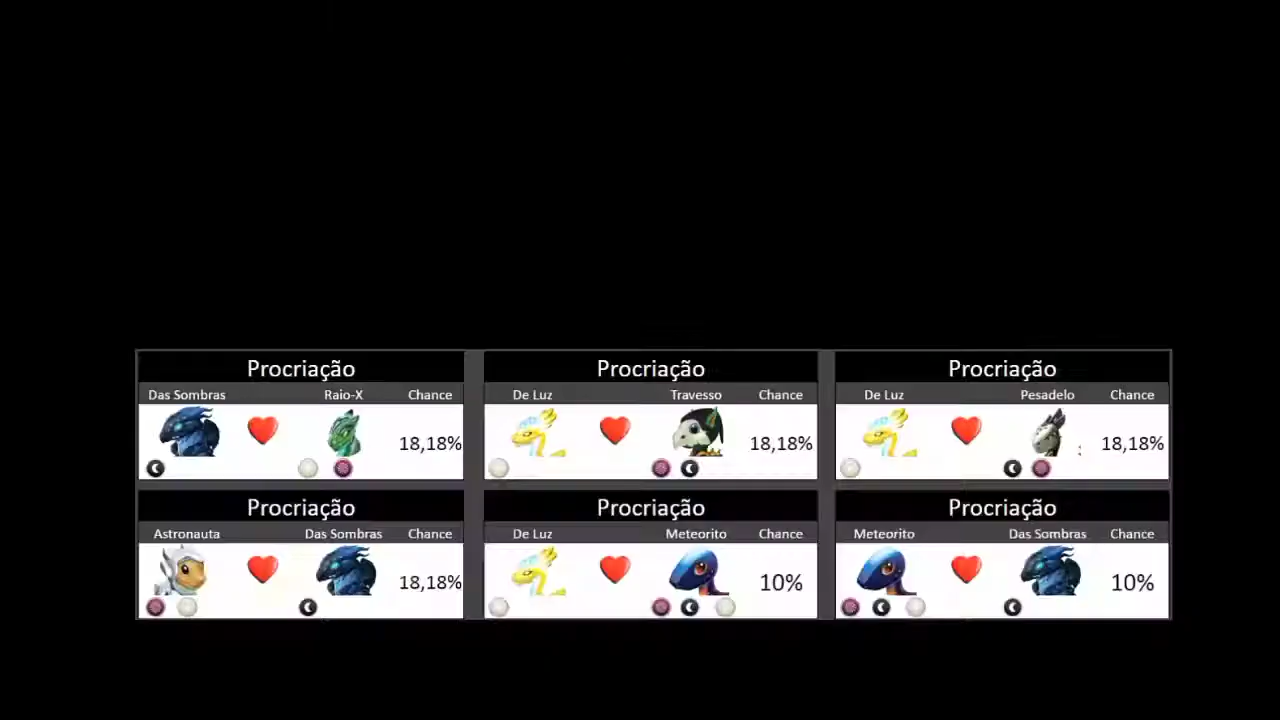 Procriação
Das Sombras Raio-X Chance
18,18%
Procriação
De Luz Travesso Chance
18,18%
Procriação
De Luz Pesadelo Chance
18,18%
Procriação
Astronauta Das Sombras Chance
18,18%
Procriação
De Luz Meteorito Chance
10%
Procriação
Meteorito Das Sombras Chance
10%